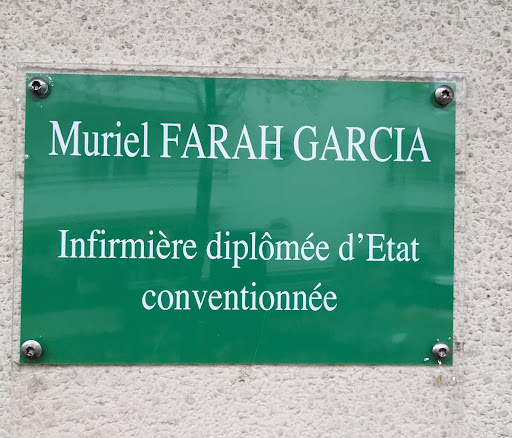 Muriel FARAH GARCIA
Infirmière diplômée d'Etat
conventionnée